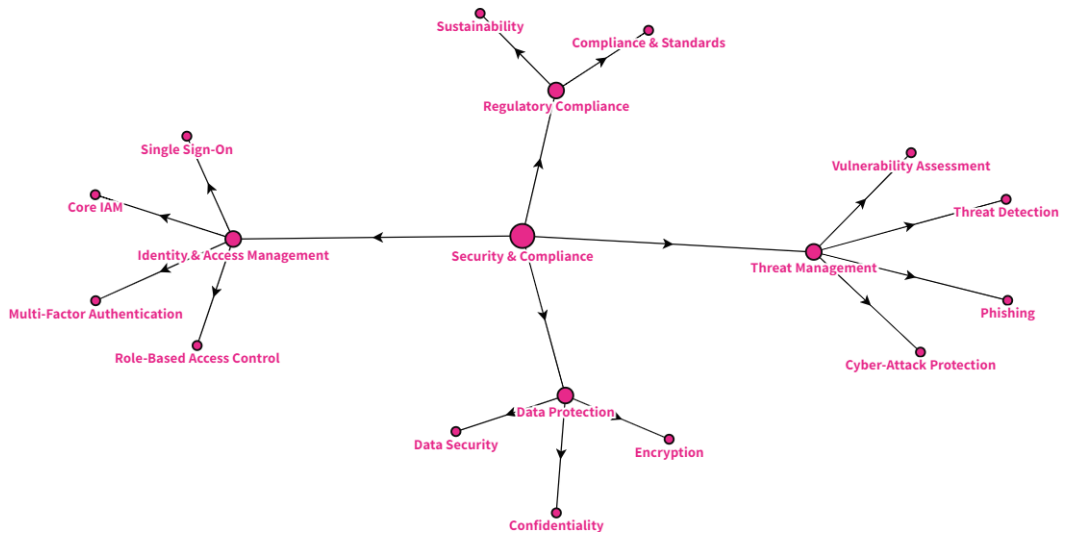 Sustainability
Compliance & Standards
Regulatory Compliance
Single Sign-On
Vulnerability Assessment
Core IAM
Threat Detection
Identity & Access Management
Security & Compliance
Threat Management
Multi-Factor Authentication
Phishing
Role-Based Access Control
Cyber-Attack Protection
Data Protection
Data Security
Encryption
Confidentiality